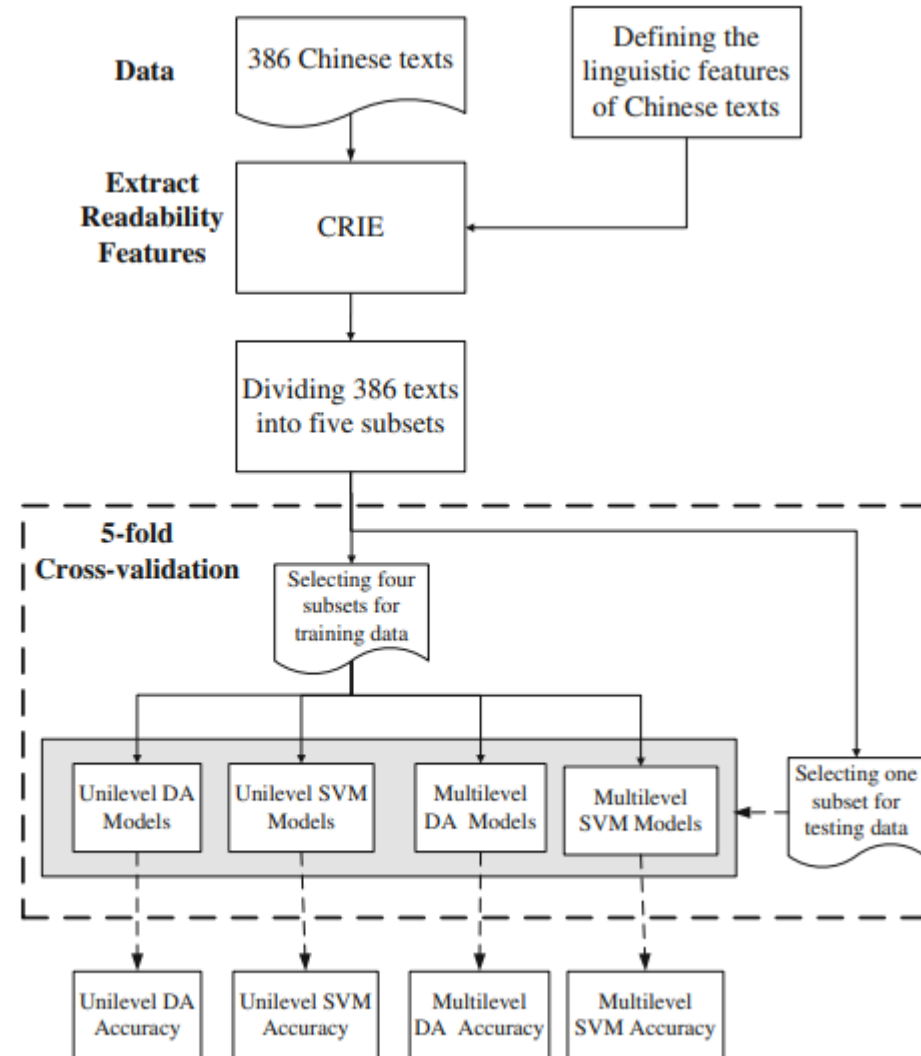 Data
386 Chinese texts
Defining the
linguistic features
of Chinese texts
Extract
Readability
Features
CRIE
Dividing 386 texts
into five subsets
5-fold
Cross-validation
Selecting four
subsets for
training data
Unilevel DA
Models
Unilevel SVM
Models
Multilevel
DA Models
Multilevel
SVM Models
Selecting one
subset for
testing data
Unilevel DA
Accuracy
Unilevel SVM
Accuracy
Multilevel
DA Accuracy
Multilevel
SVM Accuracy